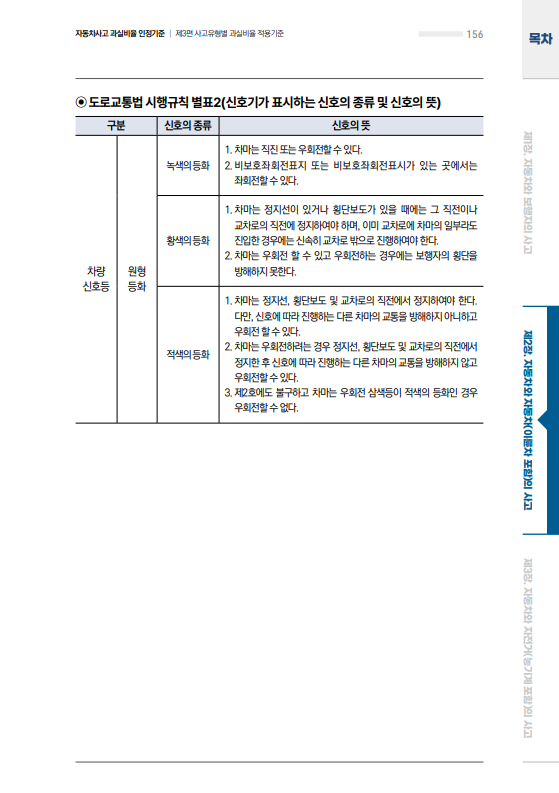 자동차사고 과실비율 인정기준 | 제3편 사고유형별 과실비율 적용기준
156
목차
◉ 도로교통법 시행규칙 별표2(신호기가 표시하는 신호의 종류 및 신호의 뜻)
구분
신호의 종류
신호의 뜻
차량
신호등
원형
등화
녹색의 등화
1. 차마는 직진 또는 우회전할 수 있다.
2. 비보호좌회전표지 또는 비보호좌회전표시가 있는 곳에서는
좌회전할 수 있다.
황색의 등화
1. 차마는 정지선이 있거나 횡단보도가 있을 때에는 그 직전이나
교차로의 직전에 정지하여야 하며, 이미 교차로에 차마의 일부라도
진입한 경우에는 신속히 교차로 밖으로 진행하여야 한다.
2. 차마는 우회전 할 수 있고 우회전하는 경우에는 보행자의 횡단을
방해하지 못한다.
적색의 등화
1. 차마는 정지선, 횡단보도 및 교차로의 직전에서 정지하여야 한다.
다만, 신호에 따라 진행하는 다른 차마의 교통을 방해하지 아니하고
우회전 할 수 있다.
2. 차마는 우회전하려는 경우 정지선, 횡단보도 및 교차로의 직전에서
정지한 후 신호에 따라 진행하는 다른 차마의 교통을 방해하지 않고
우회전할 수 있다.
3. 제2호에도 불구하고 차마는 우회전 삼색등이 적색의 등화인 경우
우회전할 수 없다.
제1장. 자동차와 보행자의 사고
제2장. 자동차와 자동차(이륜차 포함)의 사고
제3장. 자동차와 자전거(농기계 포함)의 사고